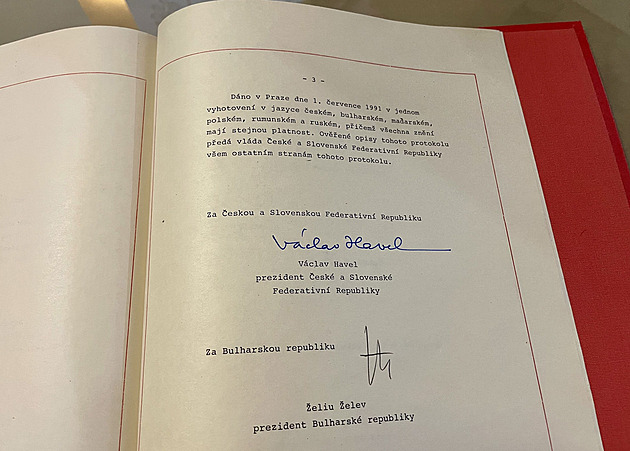 - 3 -
Dáno v Praze dne 1. července 1991 v jednom
vyhotovení v jazyce českém, bulharském, maďarském,
polském, rumunském a ruském, přičemž všechna znění
mají stejnou platnost. Ověřené opisy tohoto protokolu
předá vláda České a Slovenské Federativní Republiky
všem ostatním stranám tohoto protokolu.
Za Českou a Slovenskou Federativní Republiku
Václav Havel
Václav Havel
prezident České a Slovenské
Federativní Republiky
Za Bulharskou republiku
Želiu Želev
prezident Bulharské republiky